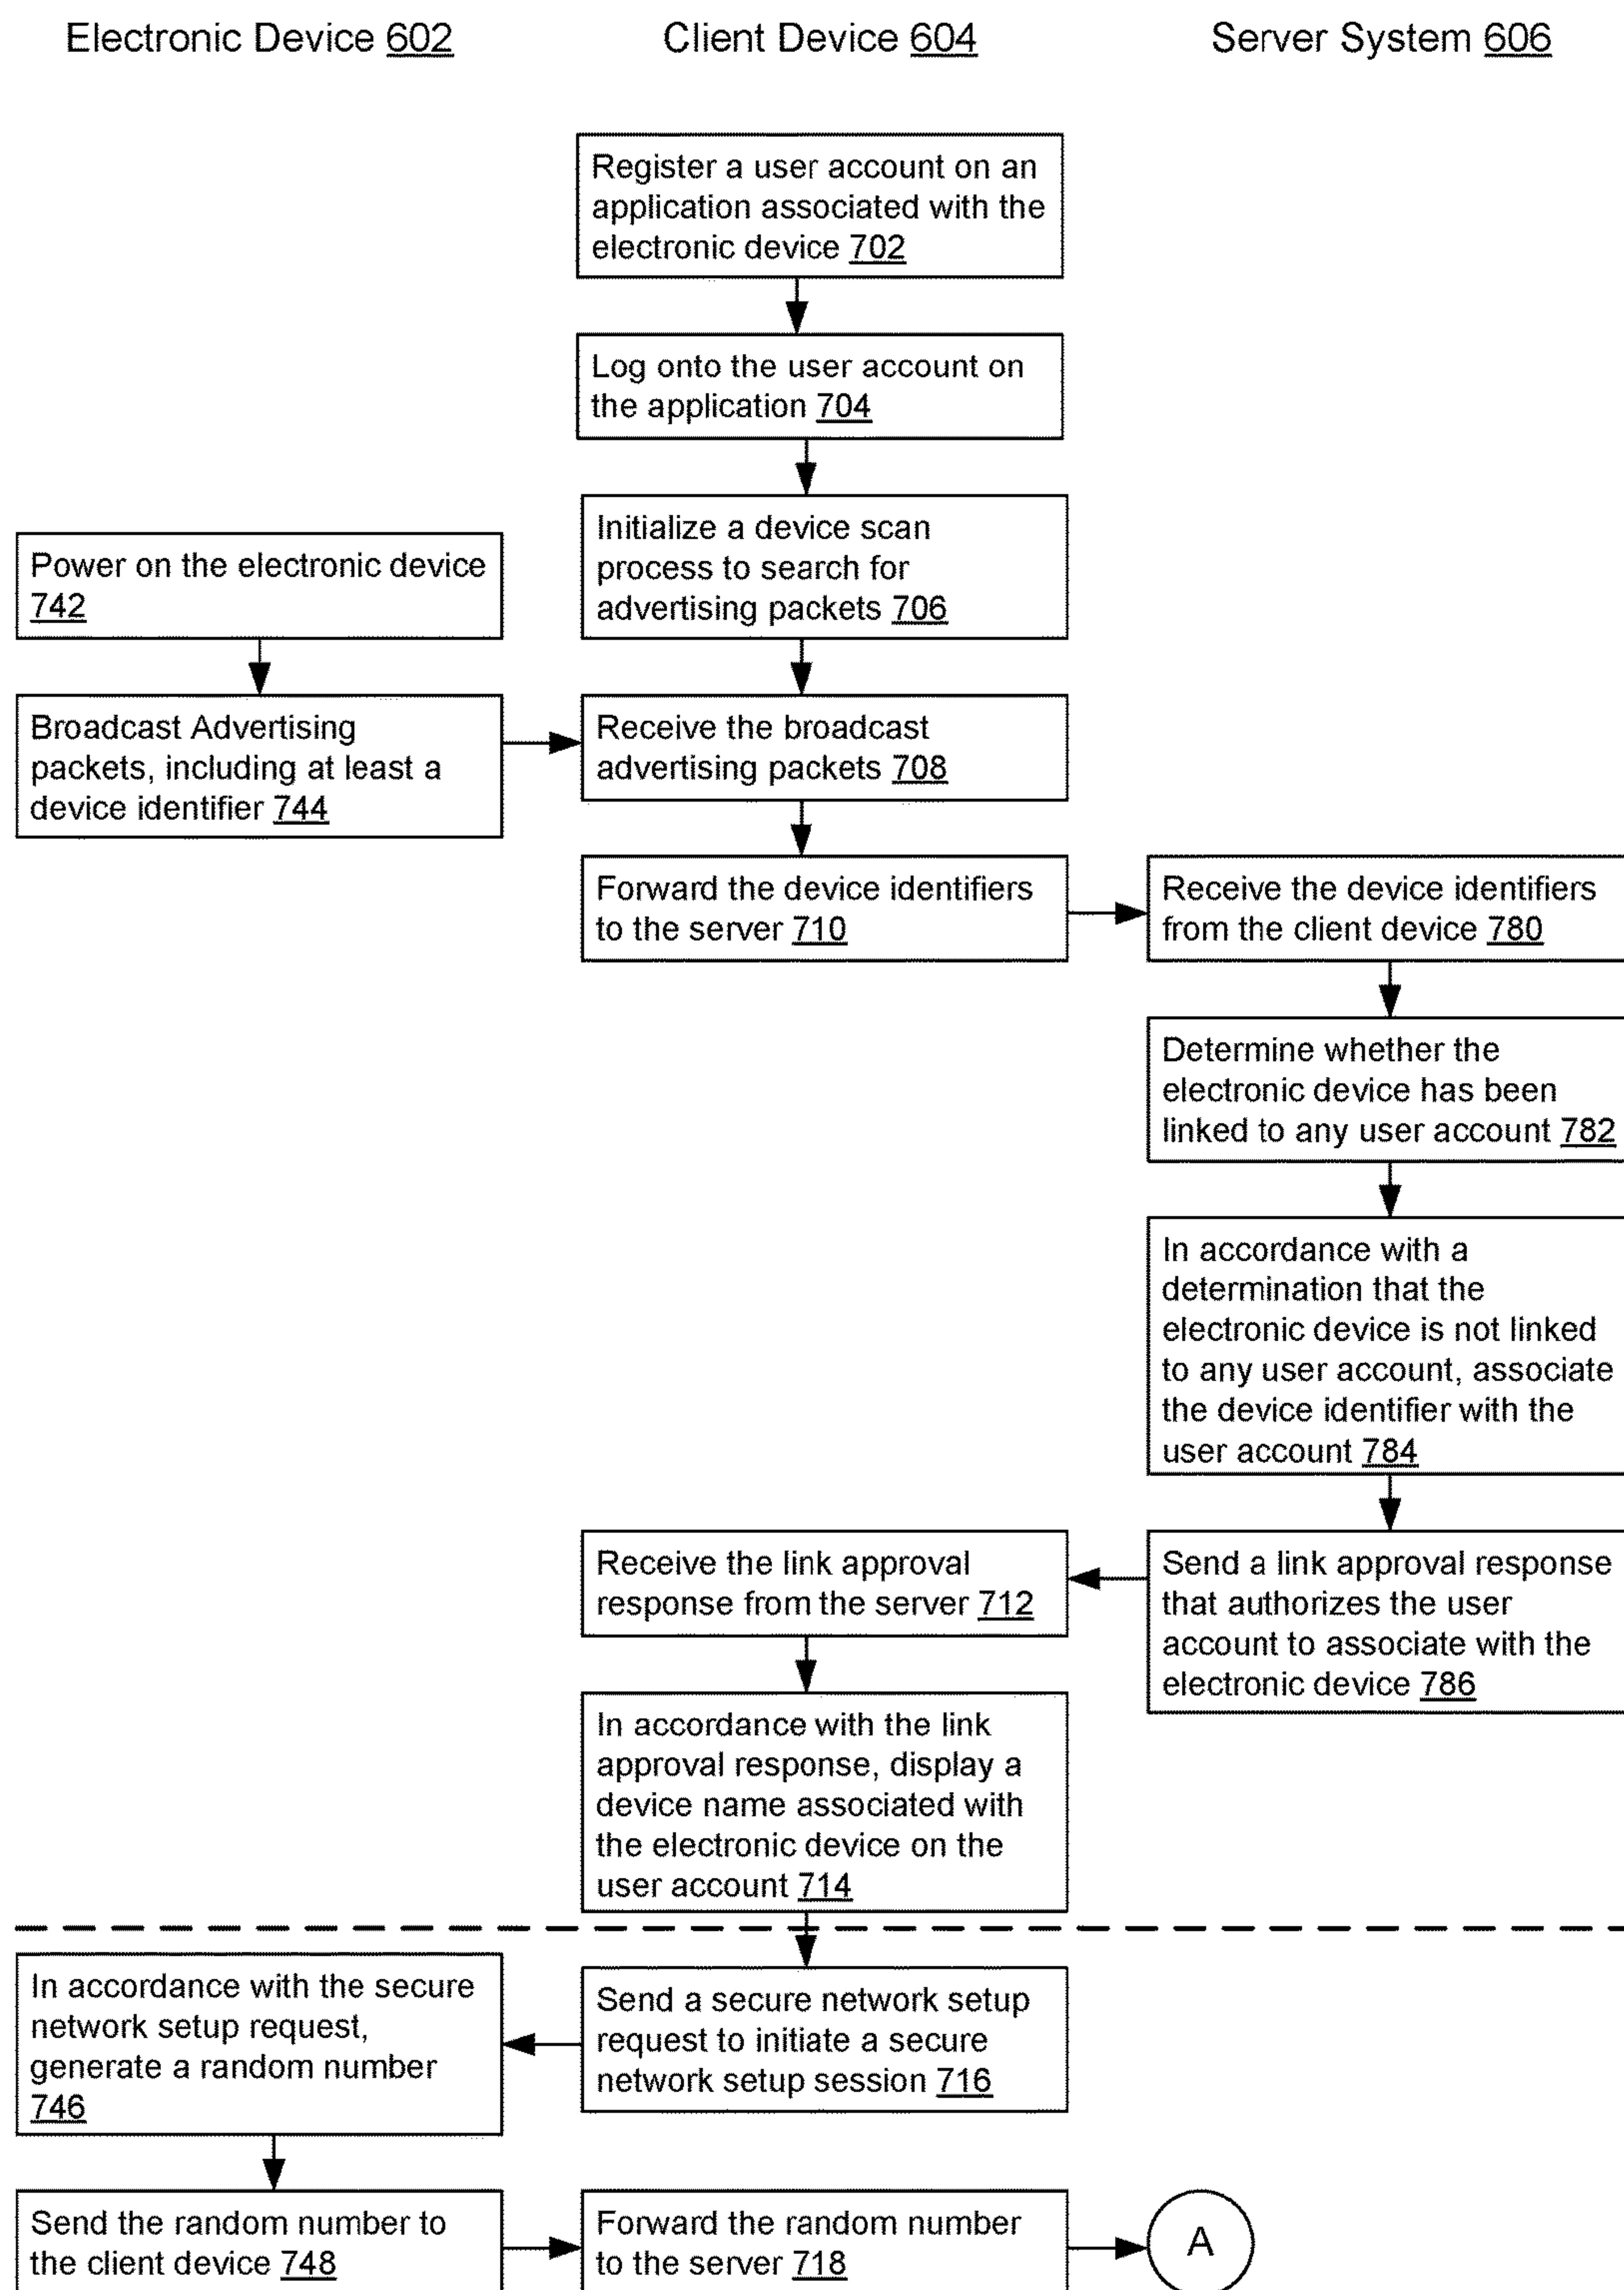 Electronic Device 602
Client Device 604
Server System 606
Register a user account on an
application associated with the
electronic device 702
Log onto the user account on
the application 704
Initialize a device scan
process to search for
advertising packets 706
Power on the electronic device
742
Broadcast Advertising
packets, including at least a
device identifier 744
Receive the broadcast
advertising packets 708
Forward the device identifiers
to the server 710
Receive the device identifiers
from the client device 780
Determine whether the
electronic device has been
linked to any user account 782
In accordance with a
determination that the
electronic device is not linked
to any user account, associate
the device identifier with the
user account 784
Send a link approval response
that authorizes the user
account to associate with the
electronic device 786
Receive the link approval
response from the server 712
In accordance with the link
approval response, display a
device name associated with
the electronic device on the
user account 714
Send a secure network setup
request to initiate a secure
network setup session 716
In accordance with the secure
network setup request,
generate a random number
746
Send the random number to
the client device 748
Forward the random number
to the server 718
A